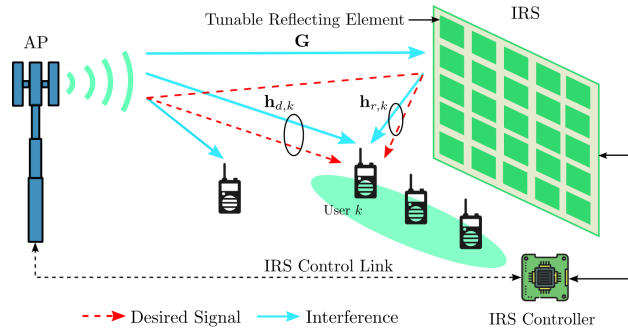 Tunable Reflecting Element
IRS
AP
G
h_{d,k}
h_{r,k}
User k
IRS Control Link
IRS Controller
Desired Signal
Interference